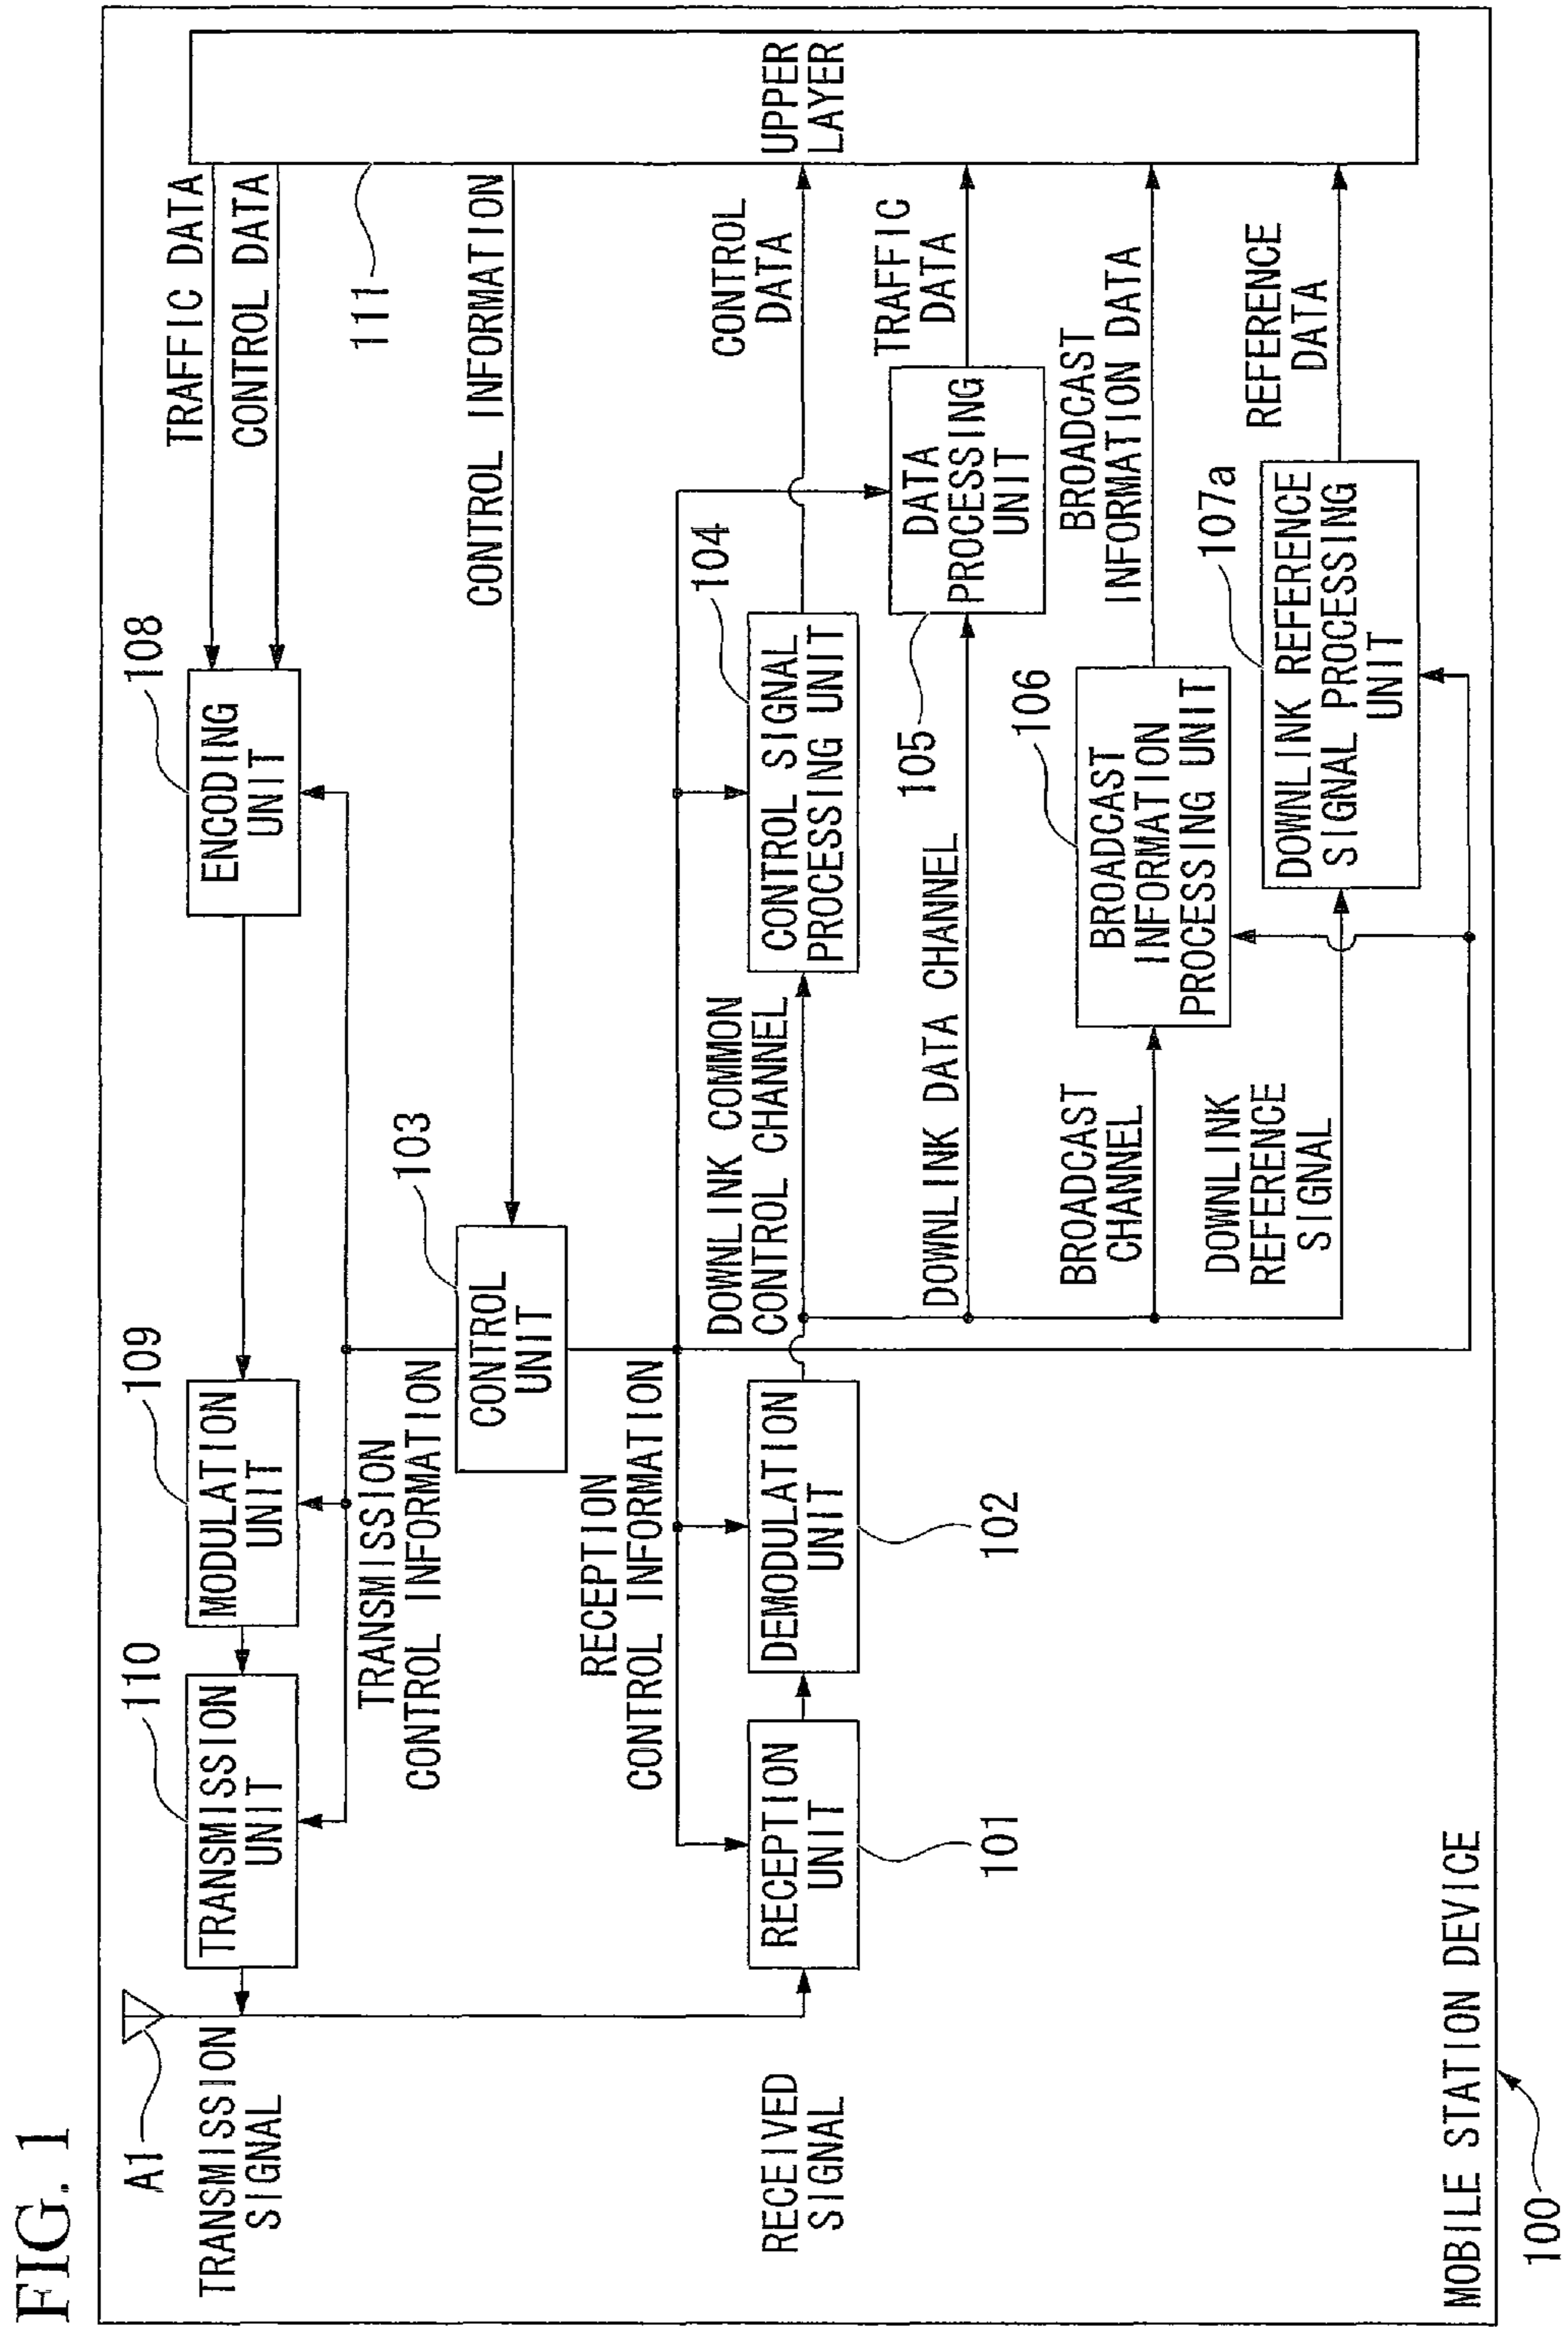 FIG. 1
A1
TRANSMISSION
SIGNAL
110
TRANSMISSION
UNIT
109
MODULATION
UNIT
108
ENCODING
UNIT
TRAFFIC DATA
CONTROL DATA
111
UPPER
LAYER
TRANSMISSION
CONTROL INFORMATION
103
CONTROL
UNIT
CONTROL INFORMATION
RECEPTION
CONTROL INFORMATION
RECEIVED
SIGNAL
RECEPTION
UNIT
101
DEMODULATION
UNIT
102
DOWNLINK COMMON
CONTROL CHANNEL
104
CONTROL SIGNAL
PROCESSING UNIT
CONTROL
DATA
DOWNLINK DATA CHANNEL
105
DATA
PROCESSING
UNIT
TRAFFIC
DATA
BROADCAST
CHANNEL
106
BROADCAST
INFORMATION
PROCESSING UNIT
BROADCAST
INFORMATION DATA
DOWNLINK
REFERENCE
SIGNAL
107a
DOWNLINK REFERENCE
SIGNAL PROCESSING
UNIT
REFERENCE
DATA
MOBILE STATION DEVICE
100